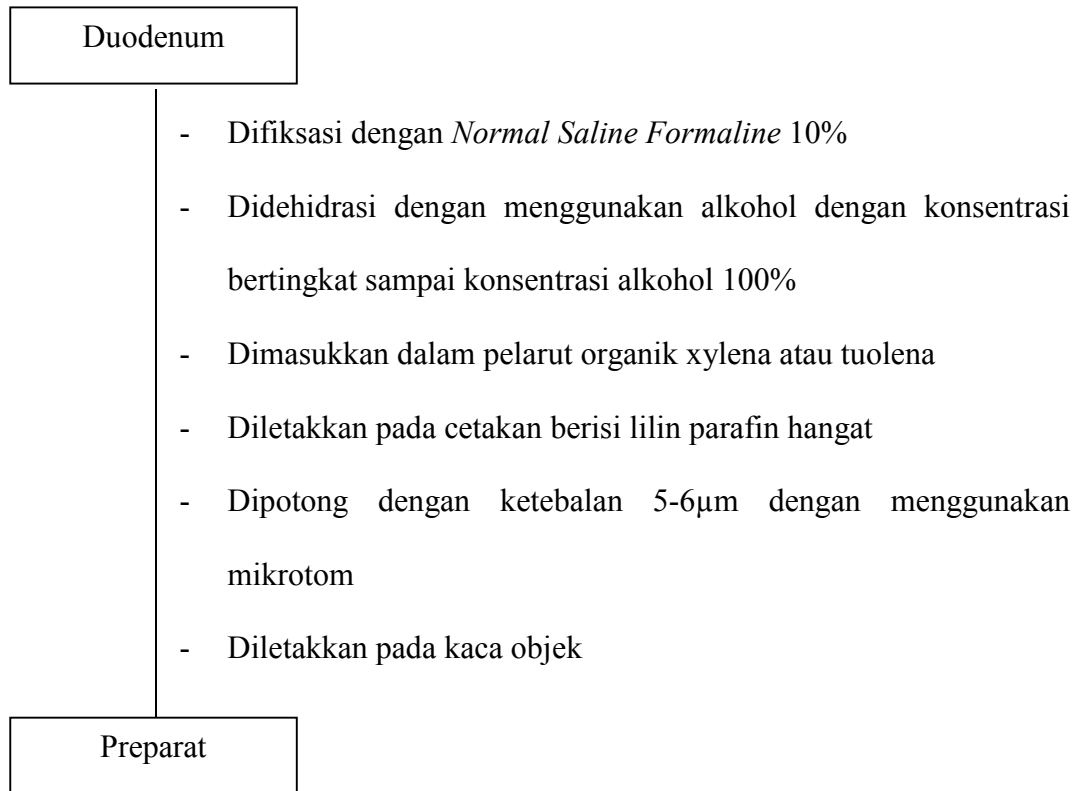 Duodenum
- Difiksasi dengan Normal Saline Formaline 10%
- Didehidrasi dengan menggunakan alkohol dengan konsentrasi
bertingkat sampai konsentrasi alkohol 100%
- Dimasukkan dalam pelarut organik xylena atau tuolena
- Diletakkan pada cetakan berisi lilin parafin hangat
- Dipotong dengan ketebalan 5-6µm dengan menggunakan
mikrotom
- Diletakkan pada kaca objek
Preparat